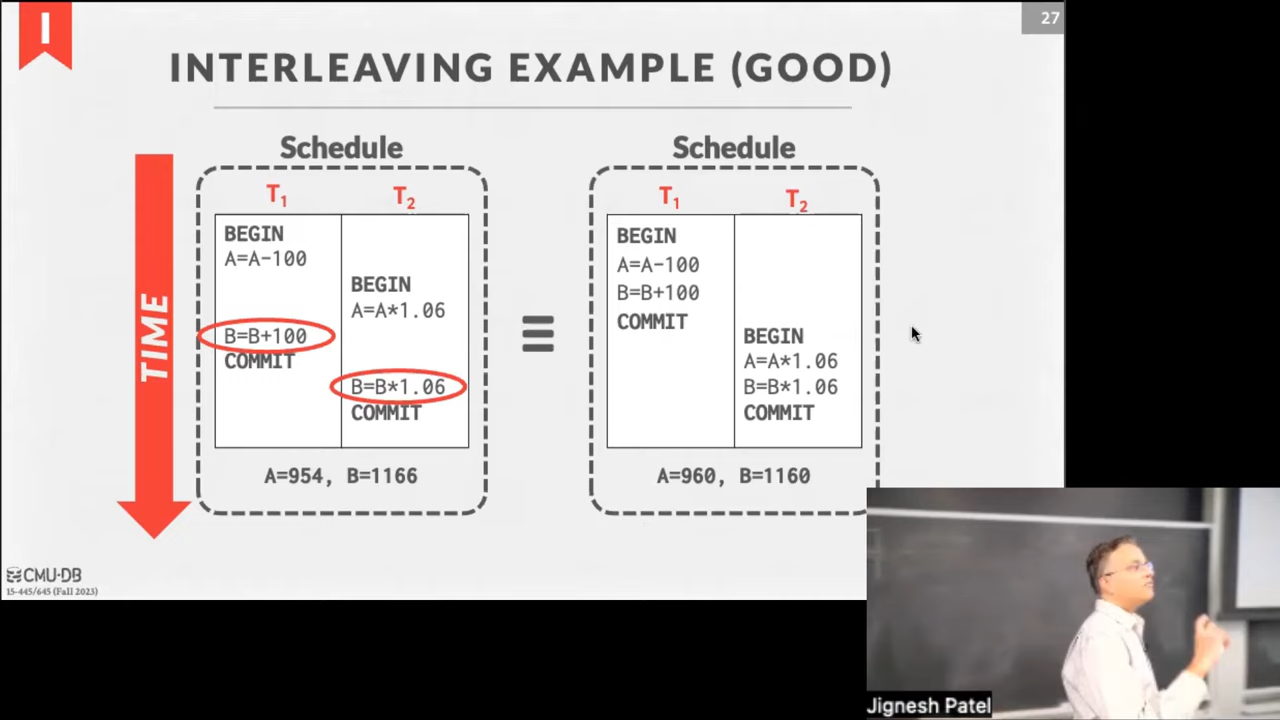 I
27
INTERLEAVING EXAMPLE (GOOD)
TIME
Schedule
T1 T2
BEGIN
A=A-100
BEGIN
A=A*1.06
B=B+100
COMMIT
B=B*1.06
COMMIT
A=954, B=1166
≡
Schedule
T1 T2
BEGIN
A=A-100
B=B+100
COMMIT
BEGIN
A=A*1.06
B=B*1.06
COMMIT
A=960, B=1160
CMU·DB
15-445/645 (Fall 2023)
Jignesh Patel